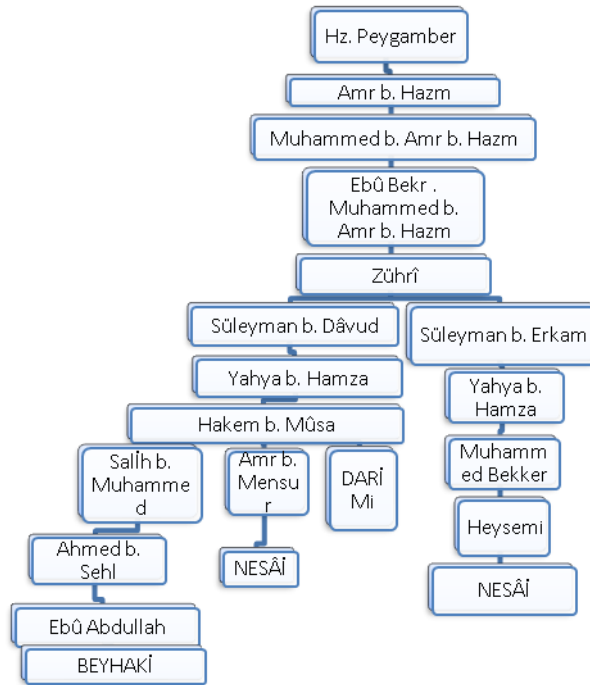 Hz. Peygamber
Amr b. Hazm
Muhammed b. Amr b. Hazm
Ebû Bekr .
Muhammed b.
Amr b. Hazm
Zührî
Süleyman b. Dâvud
Süleyman b. Erkam
Yahya b. Hamza
Yahya b.
Hamza
Hakem b. Mûsa
Salİh b.
Muhamme
d
Amr b.
Mensu
r
DARİ
Mi
Muhamm
ed Bekker
Ahmed b.
Sehl
NESÂİ
Heysemi
NESÂİ
Ebû Abdullah
BEYHAKİ